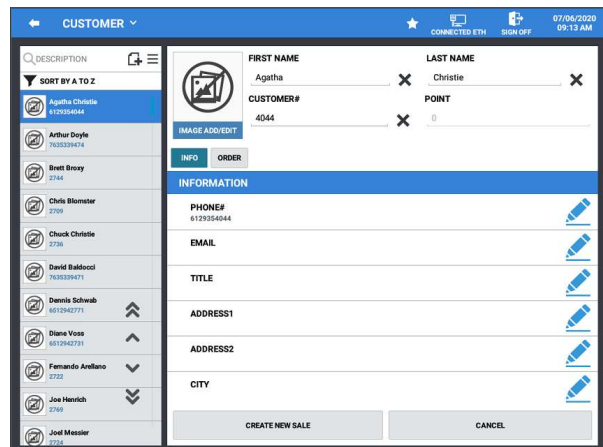 CUSTOMER
CONNECTED ETH
SIGN OFF
07/06/2020
09:13 AM
DESCRIPTION
SORT BY A TO Z
Agatha Christie
6129354044
Arthur Doyle
7635339474
Brett Broxy
2744
Chris Blomster
2709
Chuck Christie
2736
David Baldocci
7635339471
Dennis Schwab
6512942771
Diane Voss
6512942731
Fernando Arellano
2722
Joe Henrich
2769
Joel Messier
2724
IMAGE ADD/EDIT
FIRST NAME
Agatha
LAST NAME
Christie
CUSTOMER#
4044
POINT
0
INFO
ORDER
INFORMATION
PHONE#
6129354044
EMAIL
TITLE
ADDRESS1
ADDRESS2
CITY
CREATE NEW SALE
CANCEL